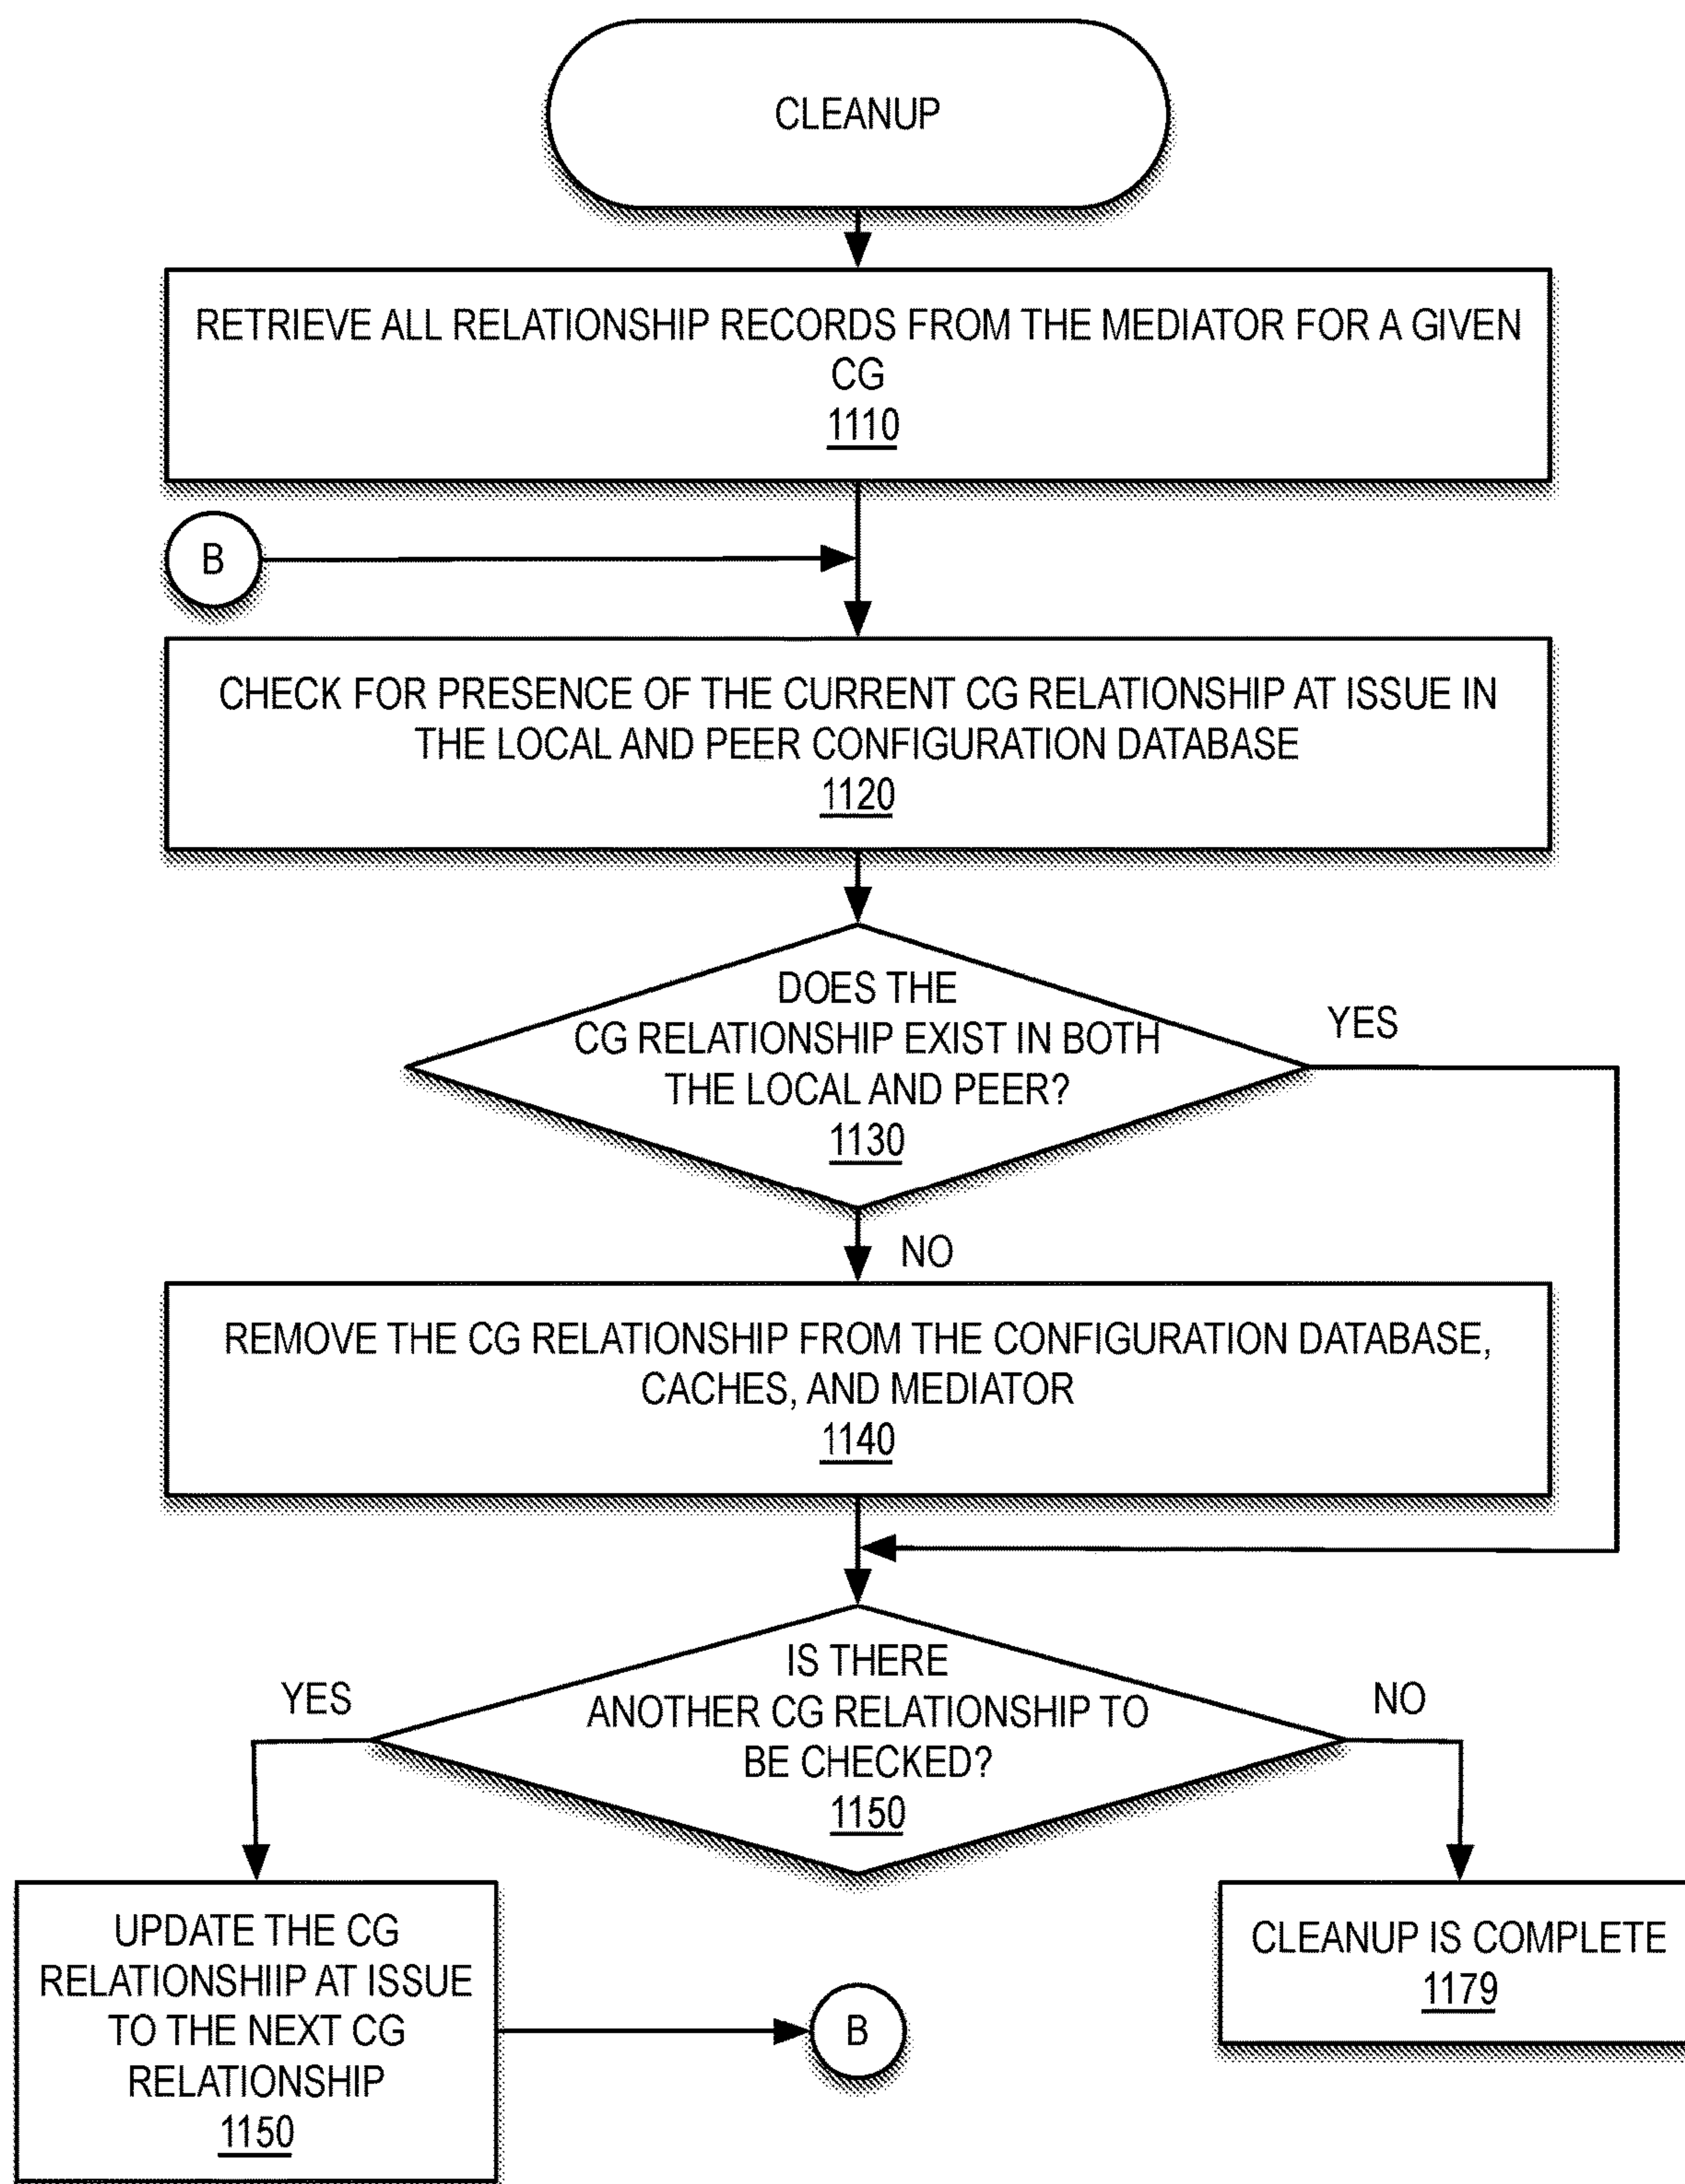 CLEANUP
RETRIEVE ALL RELATIONSHIP RECORDS FROM THE MEDIATOR FOR A GIVEN
CG
1110
B
CHECK FOR PRESENCE OF THE CURRENT CG RELATIONSHIP AT ISSUE IN
THE LOCAL AND PEER CONFIGURATION DATABASE
1120
DOES THE
CG RELATIONSHIP EXIST IN BOTH
THE LOCAL AND PEER?
1130
YES
NO
REMOVE THE CG RELATIONSHIP FROM THE CONFIGURATION DATABASE,
CACHES, AND MEDIATOR
1140
IS THERE
ANOTHER CG RELATIONSHIP TO
BE CHECKED?
1150
YES
NO
UPDATE THE CG
RELATIONSHIIP AT ISSUE
TO THE NEXT CG
RELATIONSHIP
1150
B
CLEANUP IS COMPLETE
1179